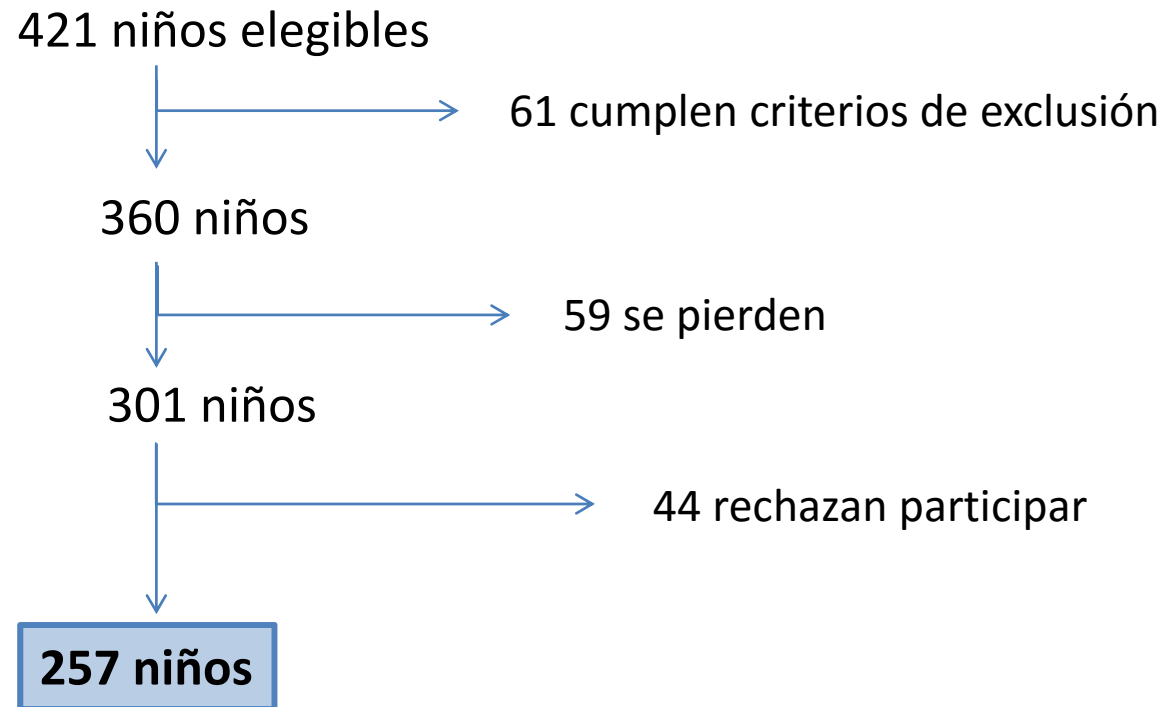 421 niños elegibles
61 cumplen criterios de exclusión
360 niños
59 se pierden
301 niños
44 rechazan participar
257 niños